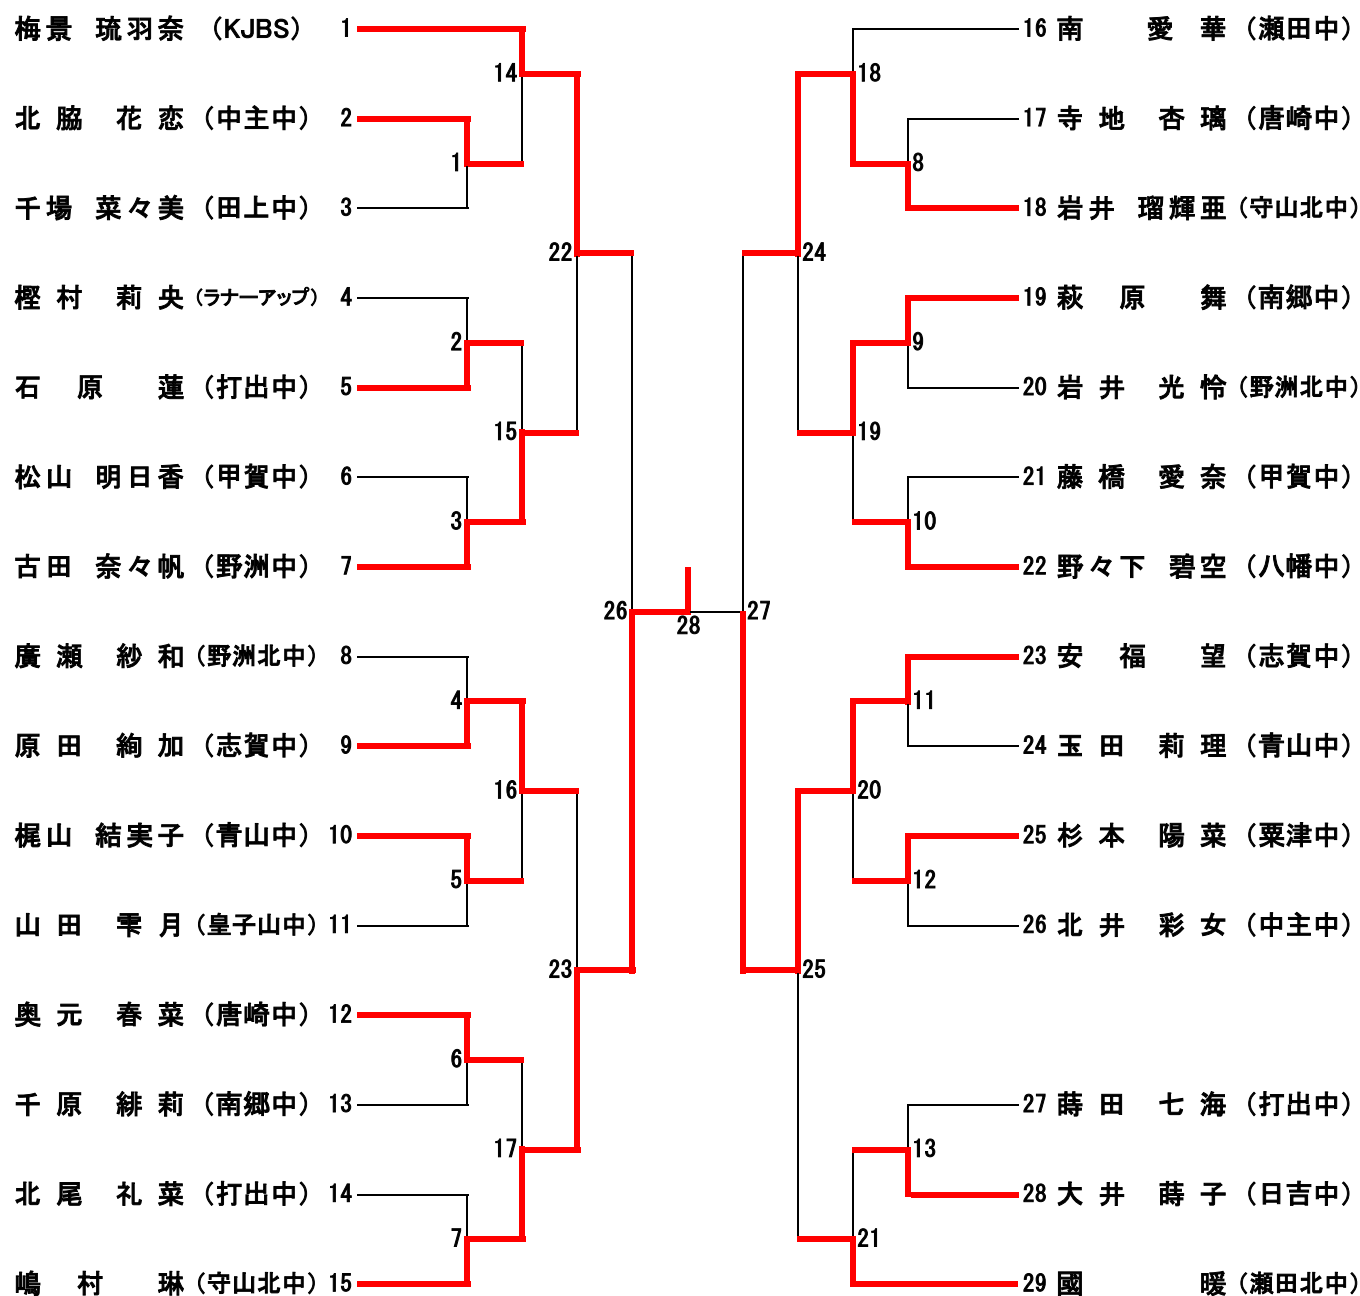 梅景 琉羽奈 (KJBS) 1
北脇 花恋 (中主中) 2
千場 菜々美 (田上中) 3
樫村 莉央 (ラナーアップ) 4
石原 蓮 (打出中) 5
松山 明日香 (甲賀中) 6
古田 奈々帆 (野洲中) 7
廣瀬 紗和 (野洲北中) 8
原田 絢加 (志賀中) 9
梶山 結実子 (青山中) 10
山田 雫月 (皇子山中) 11
奥元 春菜 (唐崎中) 12
千原 緋莉 (南郷中) 13
北尾 礼菜 (打出中) 14
嶋村 琳 (守山北中) 15
1
2
3
4
5
6
7
14
15
16
17
22
23
26
28
27
24
25
18
19
20
21
8
9
10
11
12
13
16 南 愛華 (瀬田中)
17 寺地 杏璃 (唐崎中)
18 岩井 瑠輝亜 (守山北中)
19 萩原 舞 (南郷中)
20 岩井 光怜 (野洲北中)
21 藤橋 愛奈 (甲賀中)
22 野々下 碧空 (八幡中)
23 安福 望 (志賀中)
24 玉田 莉理 (青山中)
25 杉本 陽菜 (粟津中)
26 北井 彩女 (中主中)
27 蒔田 七海 (打出中)
28 大井 蒔子 (日吉中)
29 國 暖 (瀬田北中)